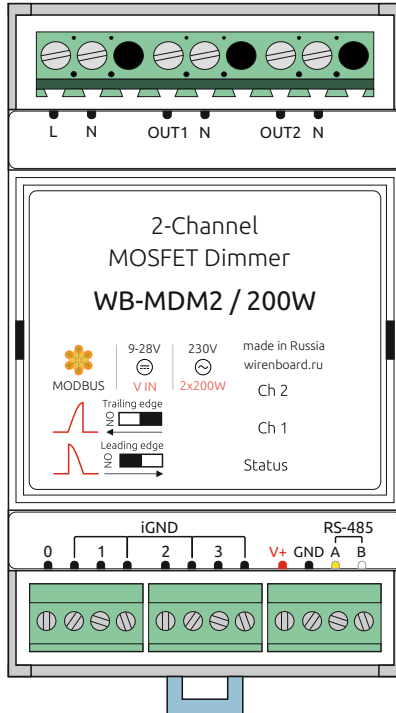 L N OUT1 N OUT2 N
2-Channel
MOSFET Dimmer
WB-MDM2 / 200W
9-28V 230V made in Russia
wirenboard.ru
MODBUS V IN 2x200W Ch 2
Trailing edge
ON
Ch 1
Leading edge
ON
Status
iGND RS-485
0 1 2 3 V+ GND A B